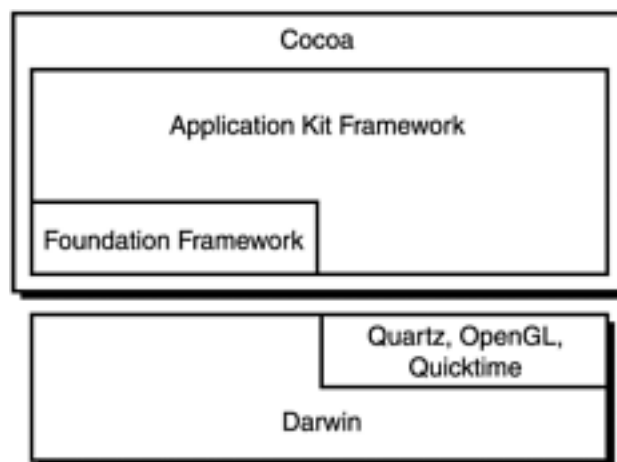 Cocoa
Application Kit Framework
Foundation Framework
Quartz, OpenGL,
Quicktime
Darwin